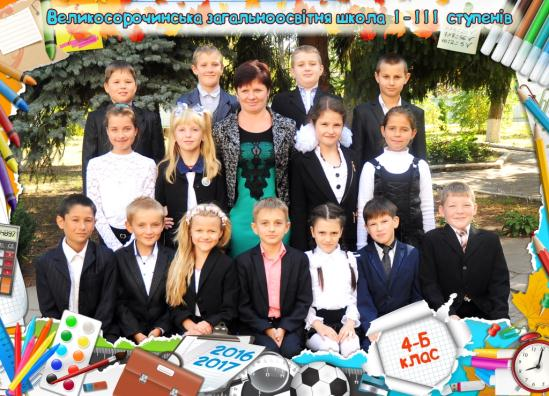 Великосорочинська загальноосвітня школа І - ІІІ ступенів
2016
2017
4-Б
клас